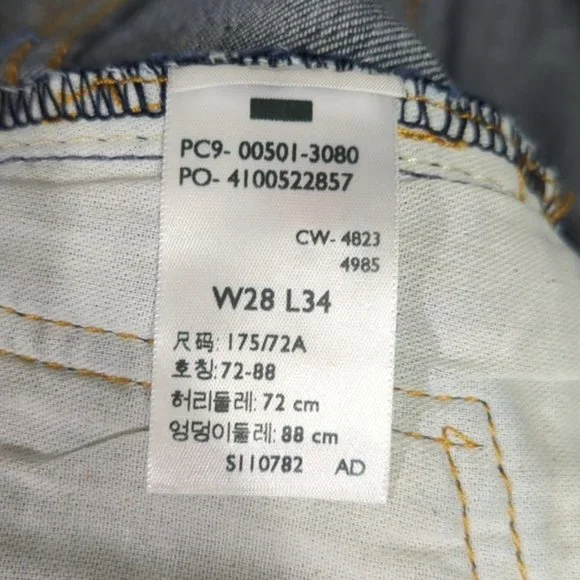 PC9- 00501-3080
PO- 4100522857
CW- 4823
4985
W28 L34
尺码: 175/72A
호칭: 72-88
허리둘레: 72 cm
엉덩이둘레: 88 cm
S110782 AD